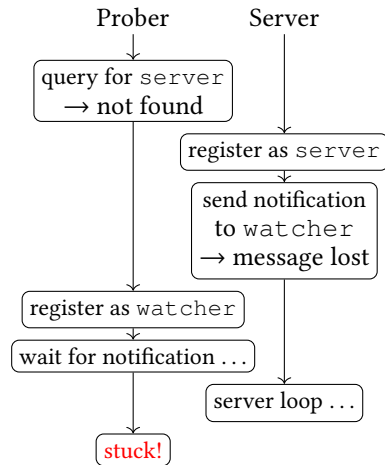 Prober
Server
query for server
→ not found
register as server
send notification
to watcher
→ message lost
register as watcher
wait for notification ...
server loop ...
stuck!